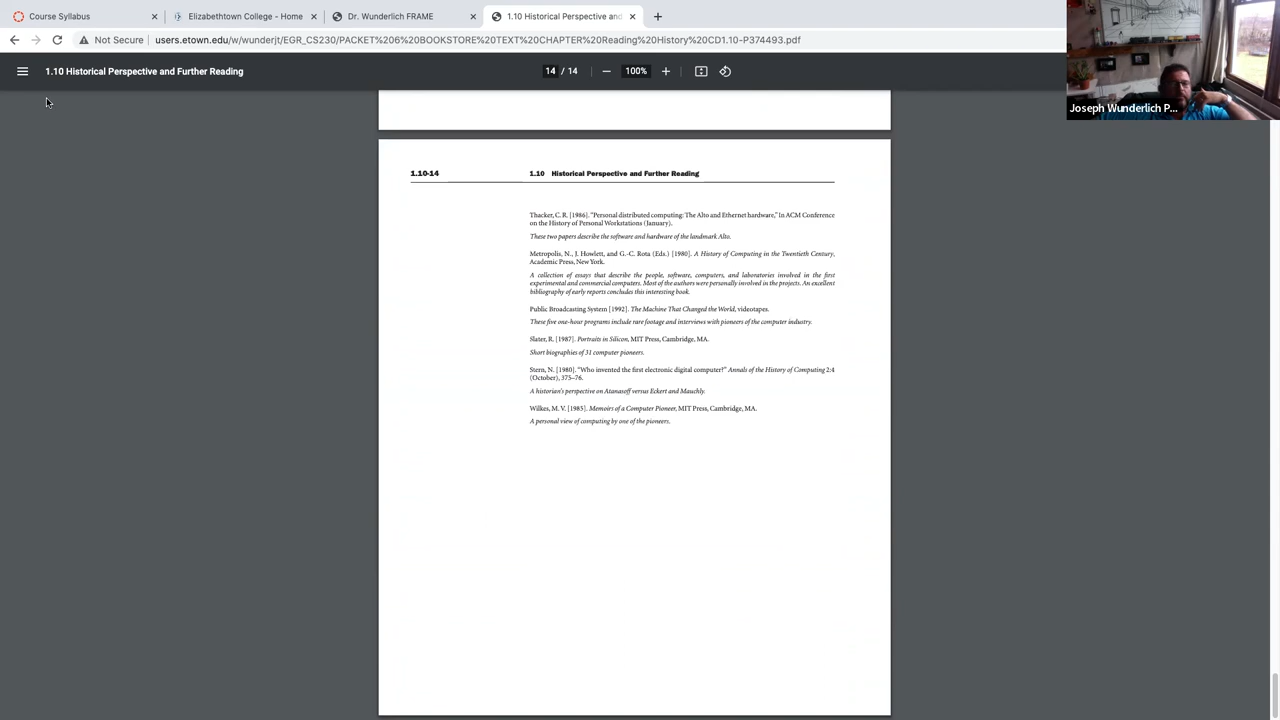 Course Syllabus
Elizabethtown College - Home
Dr. Wunderlich FRAME
1.10 Historical Perspective and
Not Secure
users.etown.edu/w/wunderjt/EGR_CS230/PACKET%206%20BOOKSTORE%20TEXT%20CHAPTER%20Reading%20History%20CD1.10-P374493.pdf
1.10 Historical Perspective and Further Reading
14 / 14
100%
Joseph Wunderlich P...
1.10-14
1.10 Historical Perspective and Further Reading
Thacker, C. R. [1986]. “Personal distributed computing: The Alto and Ethernet hardware,” In ACM Conference
on the History of Personal Workstations (January).
These two papers describe the software and hardware of the landmark Alto.
Metropolis, N., J. Howlett, and G.-C. Rota (Eds.) [1980]. A History of Computing in the Twentieth Century,
Academic Press, New York.
A collection of essays that describe the people, software, computers, and laboratories involved in the first
experimental and commercial computers. Most of the authors were personally involved in the projects. An excellent
bibliography of early reports concludes this interesting book.
Public Broadcasting System [1992]. The Machine That Changed the World, videotapes.
These five one-hour programs include rare footage and interviews with pioneers of the computer industry.
Slater, R. [1987]. Portraits in Silicon, MIT Press, Cambridge, MA.
Short biographies of 31 computer pioneers.
Stern, N. [1980]. “Who invented the first electronic digital computer?” Annals of the History of Computing 2:4
(October), 375–76.
A historian's perspective on Atanasoff versus Eckert and Mauchly.
Wilkes, M. V. [1985]. Memoirs of a Computer Pioneer, MIT Press, Cambridge, MA.
A personal view of computing by one of the pioneers.